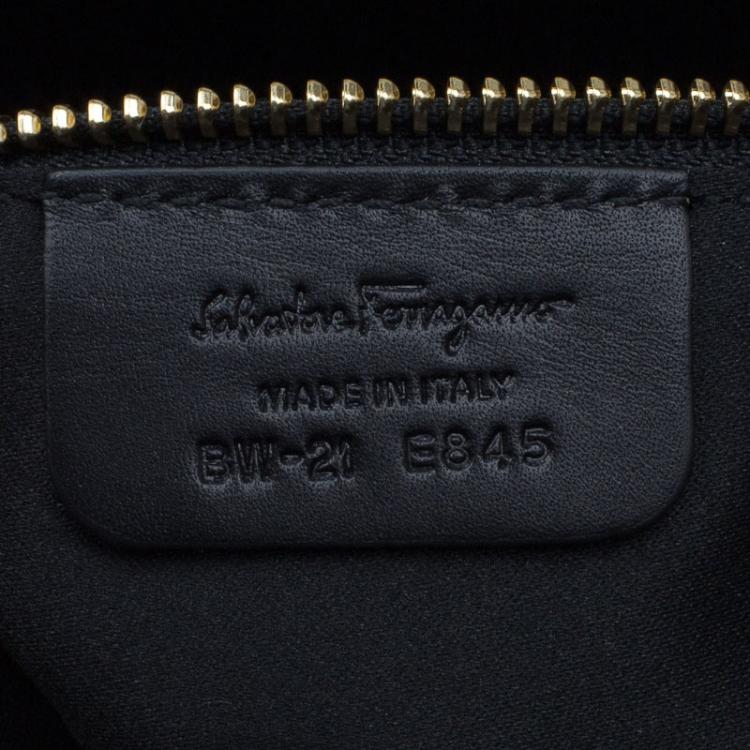 Salvatore Ferragamo
MADE IN ITALY
BW-21 E845